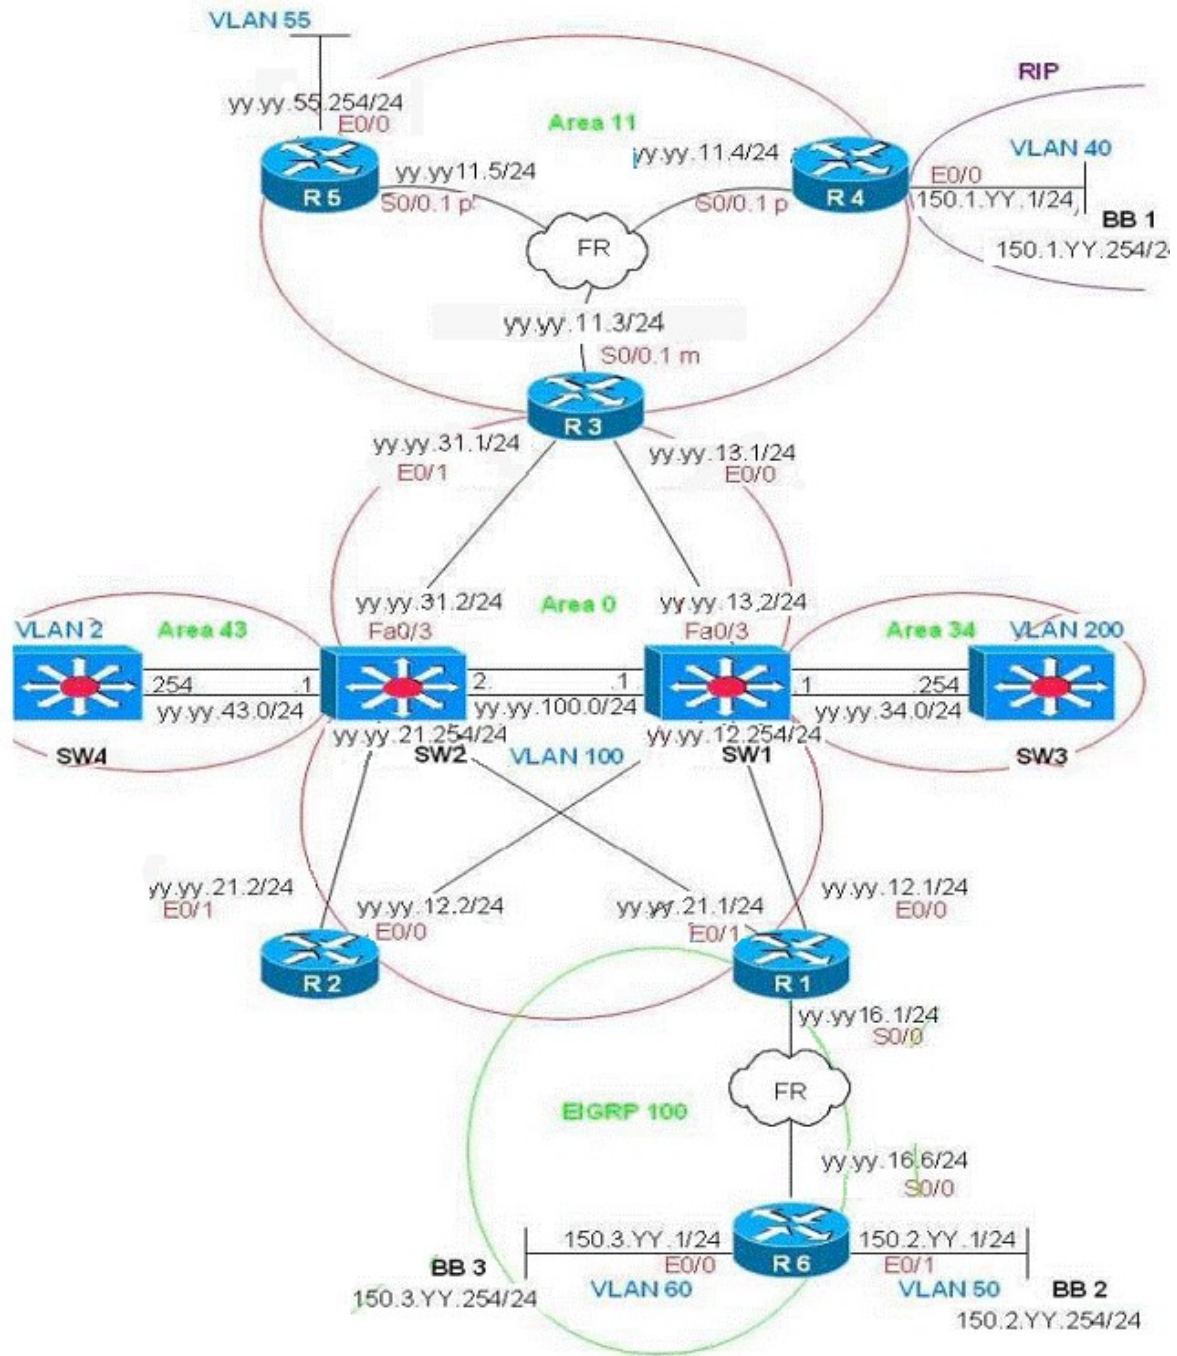 VLAN 55
yy.yy.55.254/24
E0/0
Area 11
RIP
yy.yy.11.4/24
VLAN 40
yy.yy11.5/24
E0/0
R 5
S0/0.1 p
S0/0.1 p
R 4
150.1.YY.1/24
BB 1
FR
150.1.YY.254/2
yy.yy.11.3/24
S0/0.1 m
R 3
yy.yy.31.1/24
E0/1
yy.yy.13.1/24
E0/0
yy.yy.31.2/24
Area 0
yy.yy.13.2/24
VLAN 2
Area 43
Fa0/3
Fa0/3
Area 34
VLAN 200
.254
.1
2.
.1
.1
.254
yy.yy.43.0/24
yy.yy.100.0/24
yy.yy.34.0/24
yy.yy.21.254/24
yy.yy.12.254/24
SW4
SW2
VLAN 100
SW1
SW3
yy.yy.21.2/24
E0/1
yy.yy.12.2/24
E0/0
yy.yy.21.1/24
E0/1
yy.yy.12.1/24
E0/0
R 2
R 1
yy.yy16.1/24
S0/0
FR
EIGRP 100
yy.yy.16.6/24
S0/0
150.3.YY.1/24
150.2.YY.1/24
BB 3
E0/0
R 6
E0/1
150.3.YY.254/24
VLAN 60
VLAN 50
BB 2
150.2.YY.254/24